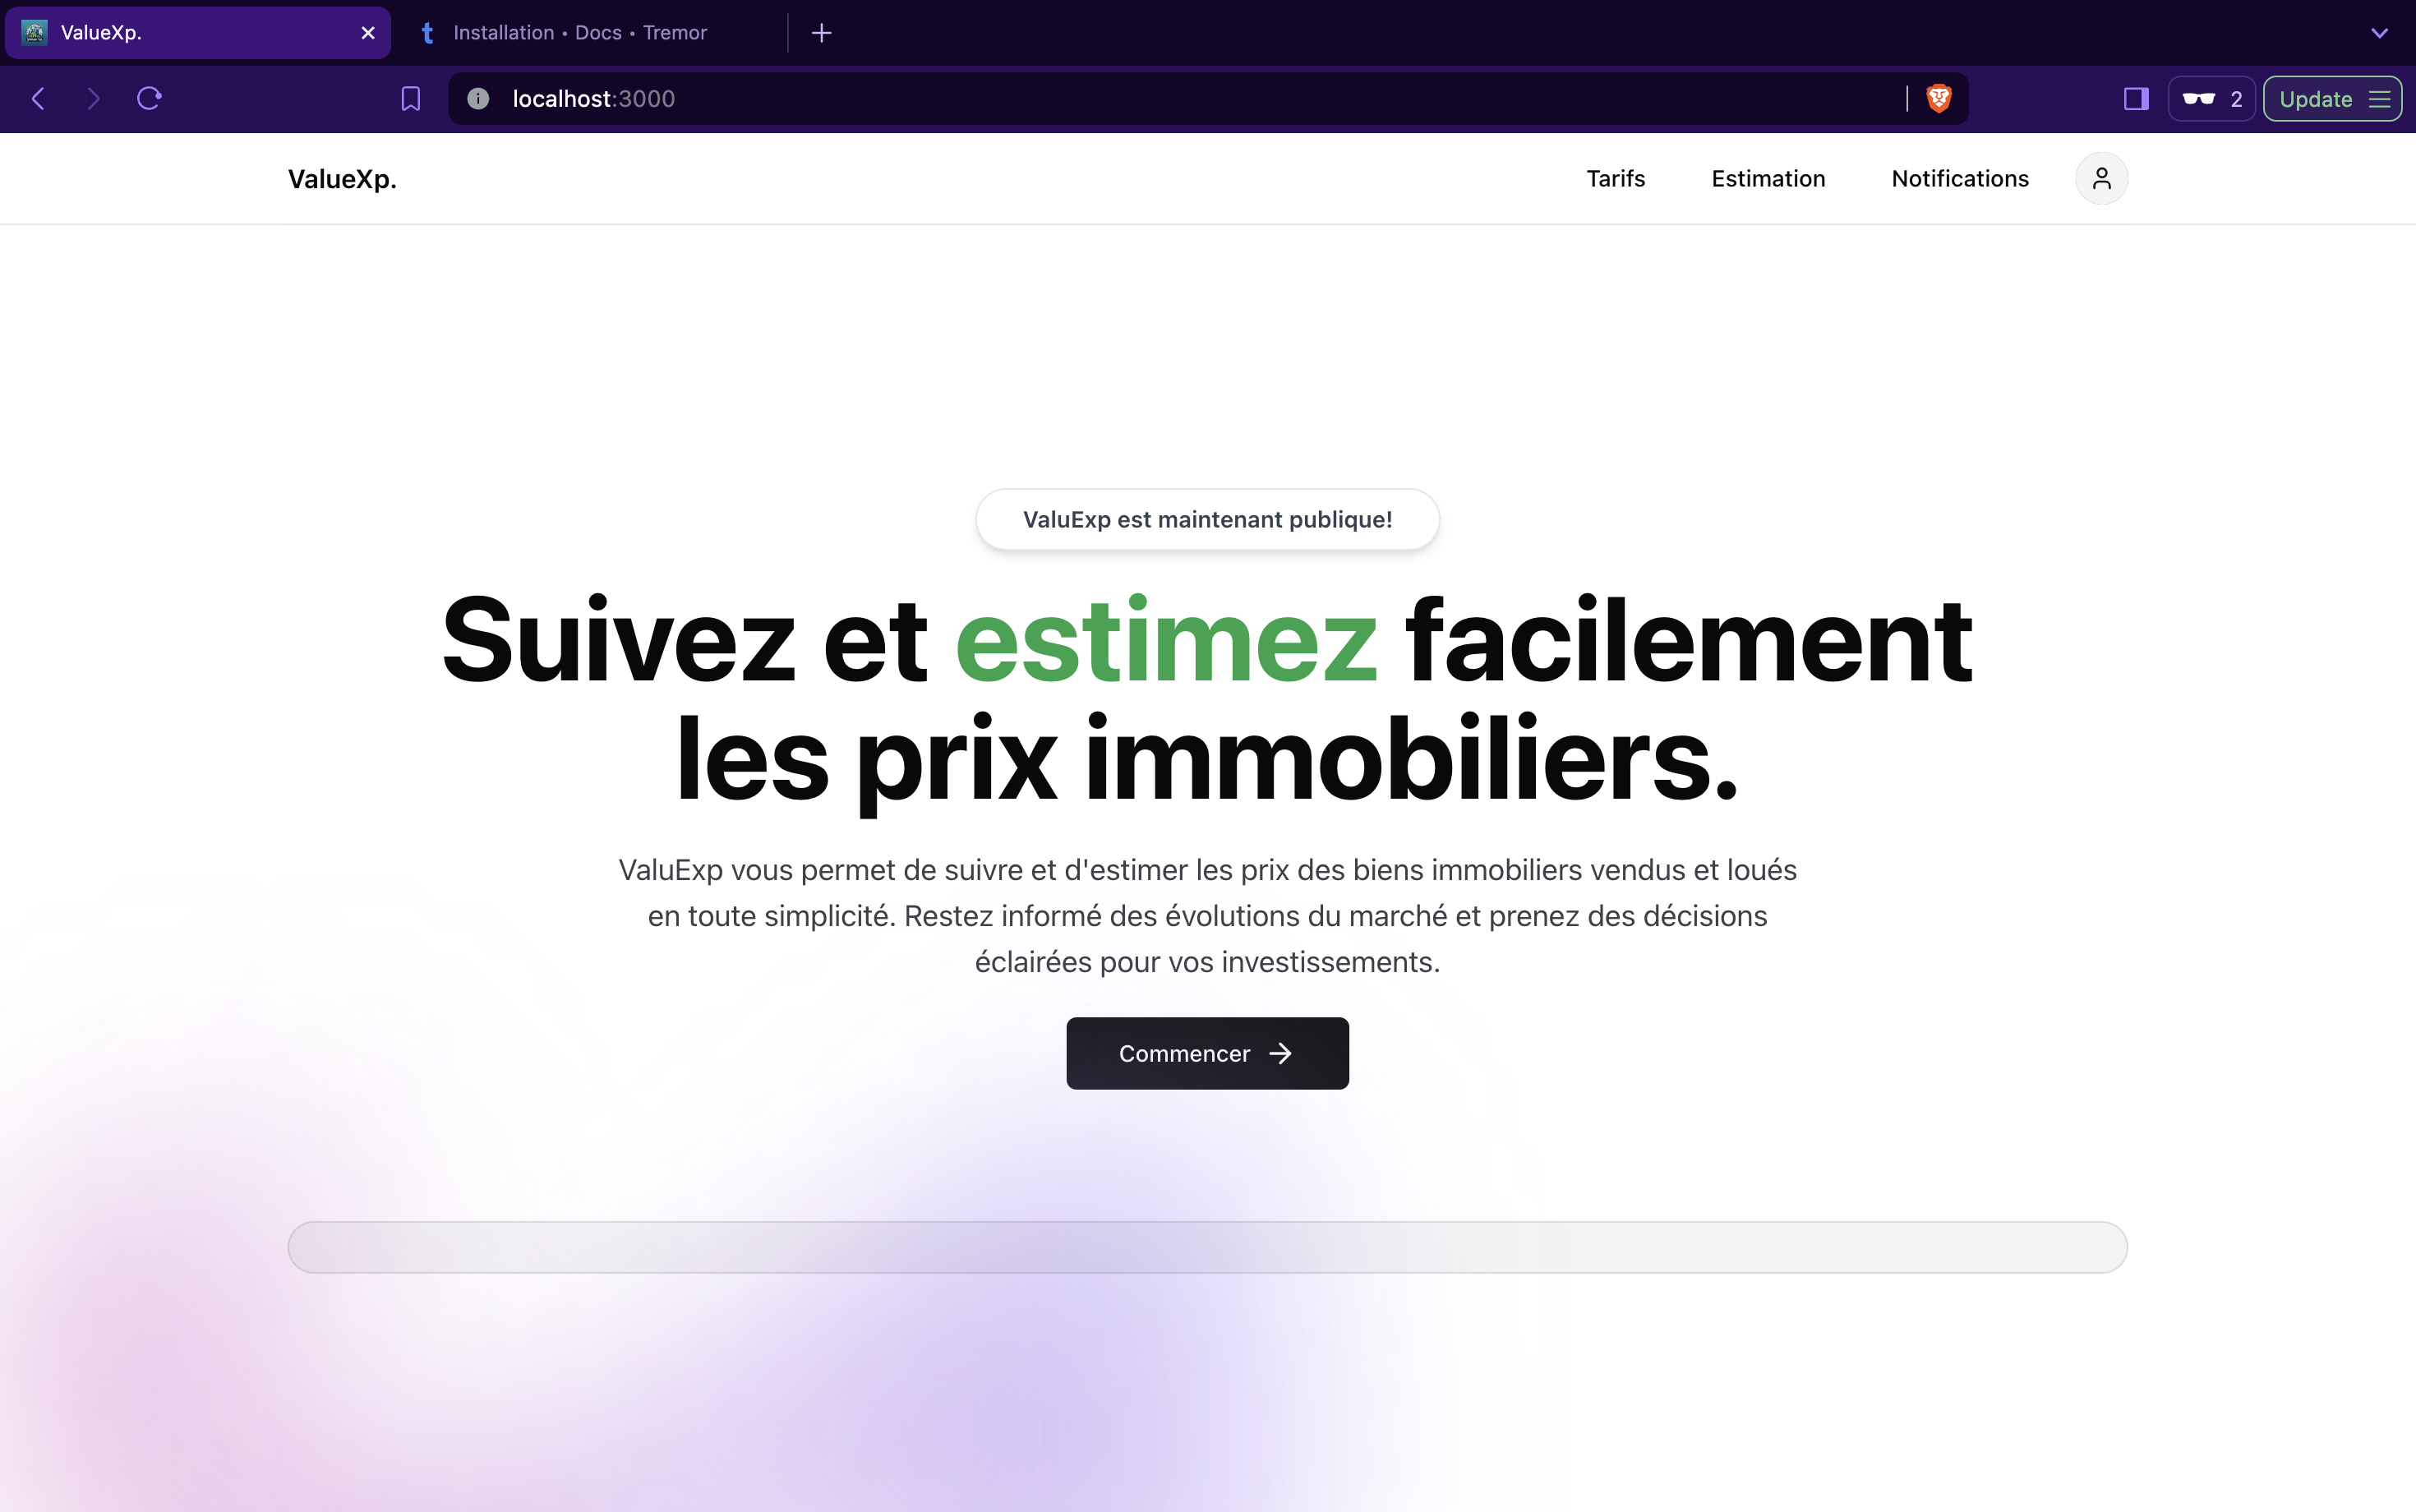 ValueXp.
Installation • Docs • Tremor
localhost:3000
2
Update
ValueXp.
Tarifs
Estimation
Notifications
ValuExp est maintenant publique!
Suivez et estimez facilement
les prix immobiliers.
ValuExp vous permet de suivre et d'estimer les prix des biens immobiliers vendus et loués
en toute simplicité. Restez informé des évolutions du marché et prenez des décisions
éclairées pour vos investissements.
Commencer